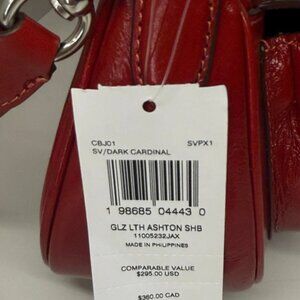 CBJ01 SVPX1
SV/DARK CARDINAL
1 98685 04443 0
GLZ LTH ASHTON SHB
11005232JAX
MADE IN PHILIPPINES
COMPARABLE VALUE
$295.00 USD
$360.00 CAD